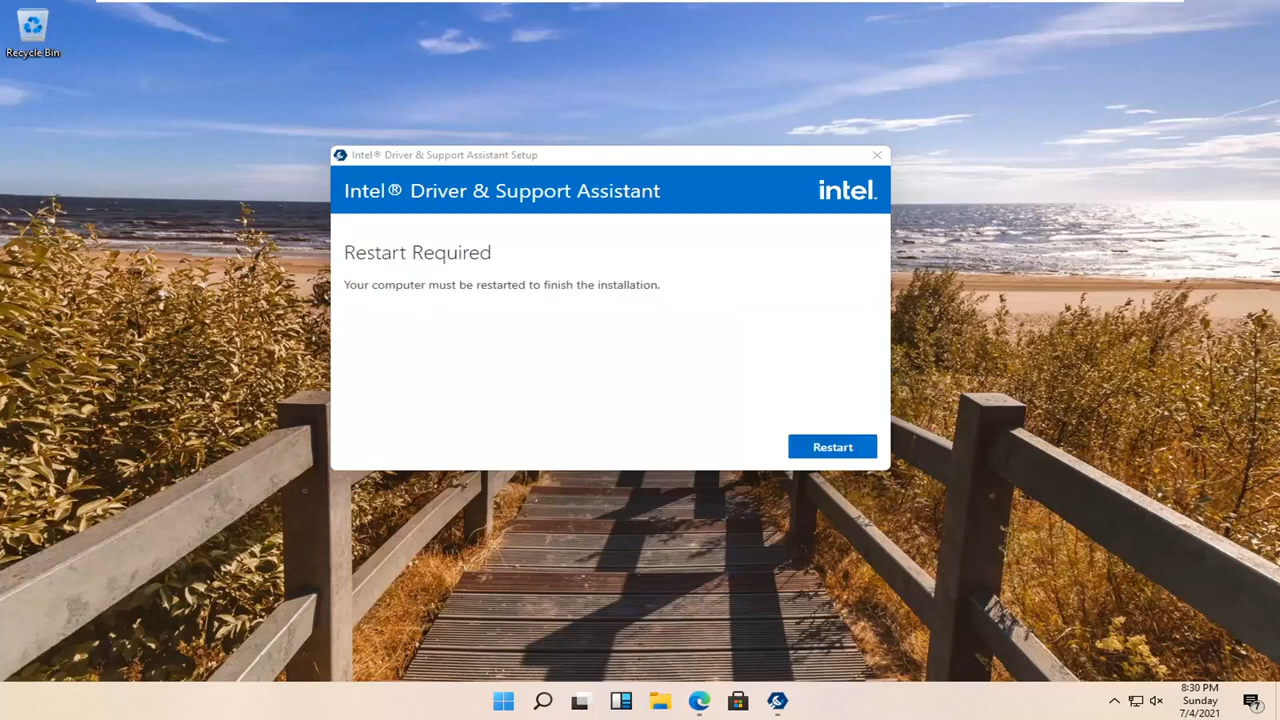 Recycle Bin
Intel® Driver & Support Assistant Setup
Intel® Driver & Support Assistant
intel.
Restart Required
Your computer must be restarted to finish the installation.
Restart
8:30 PM
Sunday
7/4/2021
7